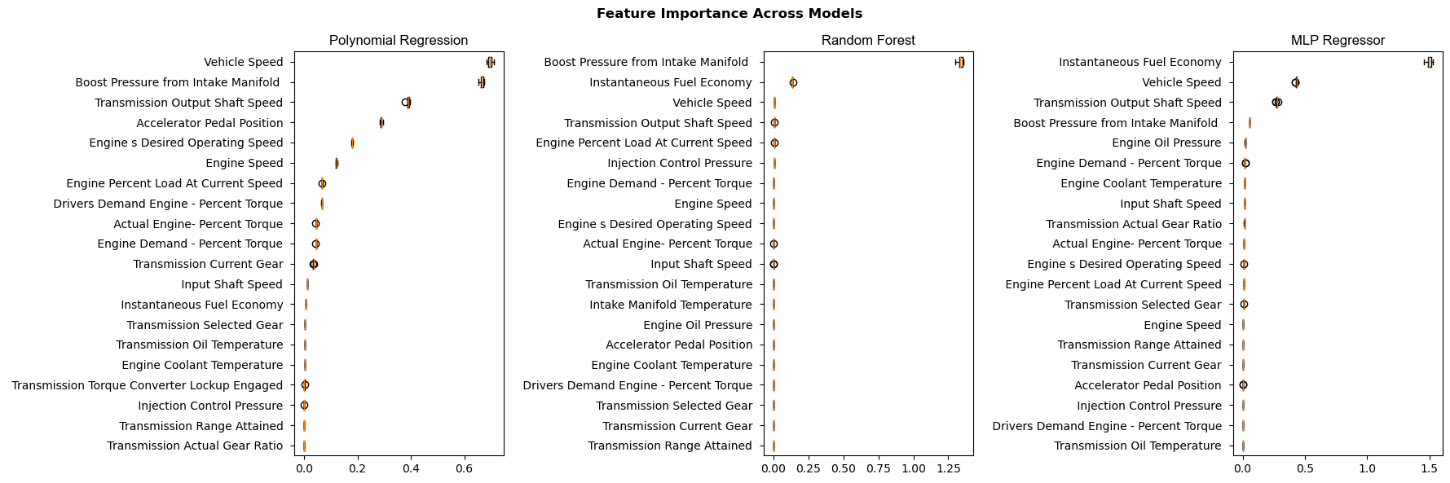 Feature Importance Across Models
Polynomial Regression
Vehicle Speed
Boost Pressure from Intake Manifold
Transmission Output Shaft Speed
Accelerator Pedal Position
Engine s Desired Operating Speed
Engine Speed
Engine Percent Load At Current Speed
Drivers Demand Engine - Percent Torque
Actual Engine- Percent Torque
Engine Demand - Percent Torque
Transmission Current Gear
Input Shaft Speed
Instantaneous Fuel Economy
Transmission Selected Gear
Transmission Oil Temperature
Engine Coolant Temperature
Transmission Torque Converter Lockup Engaged
Injection Control Pressure
Transmission Range Attained
Transmission Actual Gear Ratio
0.0 0.2 0.4 0.6
Random Forest
Boost Pressure from Intake Manifold
Instantaneous Fuel Economy
Vehicle Speed
Transmission Output Shaft Speed
Engine Percent Load At Current Speed
Injection Control Pressure
Engine Demand - Percent Torque
Engine Speed
Engine s Desired Operating Speed
Actual Engine- Percent Torque
Input Shaft Speed
Transmission Oil Temperature
Intake Manifold Temperature
Engine Oil Pressure
Accelerator Pedal Position
Engine Coolant Temperature
Drivers Demand Engine - Percent Torque
Transmission Selected Gear
Transmission Current Gear
Transmission Range Attained
0.00 0.25 0.50 0.75 1.00 1.25
MLP Regressor
Instantaneous Fuel Economy
Vehicle Speed
Transmission Output Shaft Speed
Boost Pressure from Intake Manifold
Engine Oil Pressure
Engine Demand - Percent Torque
Engine Coolant Temperature
Input Shaft Speed
Transmission Actual Gear Ratio
Actual Engine- Percent Torque
Engine s Desired Operating Speed
Engine Percent Load At Current Speed
Transmission Selected Gear
Engine Speed
Transmission Range Attained
Transmission Current Gear
Accelerator Pedal Position
Injection Control Pressure
Drivers Demand Engine - Percent Torque
Transmission Oil Temperature
0.0 0.5 1.0 1.5